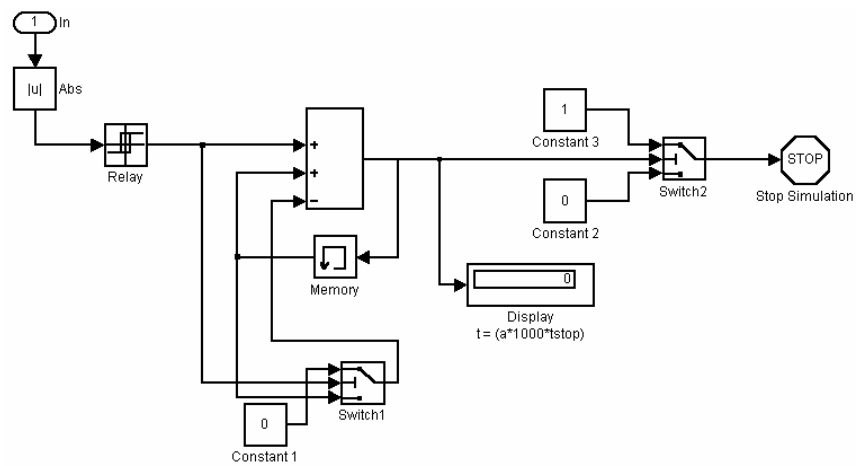 1
In
|u|
Abs
Relay
+
+
−
Memory
0
Constant 1
Switch1
1
Constant 3
0
Constant 2
Switch2
STOP
Stop Simulation
0
Display
t = (a*1000*tstop)